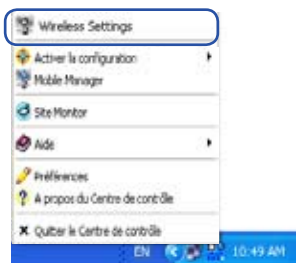 Wireless Settings
Activer la configuration
Mobile Manager
Site Monitor
Aide
Préférences
A propos du Centre de contrôle
Quitter le Centre de contrôle
EN 10:49 AM